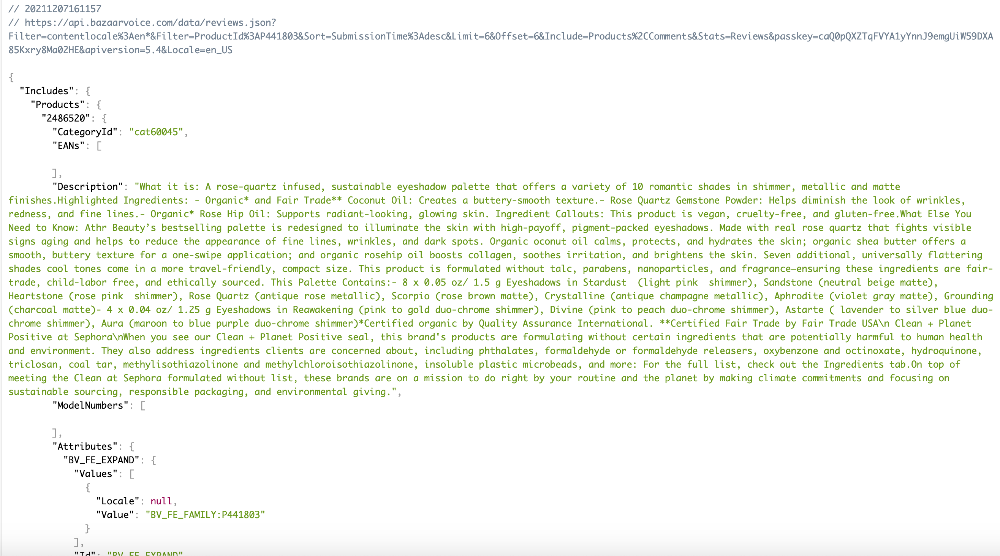 // 20211207161157
// https://api.bazaarvoice.com/data/reviews.json?
Filter=contentlocale%3Aen*&Filter=ProductId%3AP441803&Sort=SubmissionTime%3Adesc&Limit=6&Offset=6&Include=Products%2CComments&Stats=Reviews&passkey=caQ0pQXZTqFVYA1yYnnJ9emgUiW59DXA
85Kxry8Ma02HE&apiversion=5.4&Locale=en_US
{
"Includes": {
"Products": {
"2486520": {
"CategoryId": "cat60045",
"EANs": [
],
"Description": "What it is: A rose-quartz infused, sustainable eyeshadow palette that offers a variety of 10 romantic shades in shimmer, metallic and matte
finishes.Highlighted Ingredients: - Organic* and Fair Trade** Coconut Oil: Creates a buttery-smooth texture.- Rose Quartz Gemstone Powder: Helps diminish the look of wrinkles,
redness, and fine lines.- Organic* Rose Hip Oil: Supports radiant-looking, glowing skin. Ingredient Callouts: This product is vegan, cruelty-free, and gluten-free.What Else You
Need to Know: Athr Beauty’s bestselling palette is redesigned to illuminate the skin with high-payoff, pigment-packed eyeshadows. Made with real rose quartz that fights visible
signs aging and helps to reduce the appearance of fine lines, wrinkles, and dark spots. Organic oconut oil calms, protects, and hydrates the skin; organic shea butter offers a
smooth, buttery texture for a one-swipe application; and organic rosehip oil boosts collagen, soothes irritation, and brightens the skin. Seven additional, universally flattering
shades cool tones come in a more travel-friendly, compact size. This product is formulated without talc, parabens, nanoparticles, and fragrance—ensuring these ingredients are fair-
trade, child-labor free, and ethically sourced. This Palette Contains:- 8 x 0.05 oz/ 1.5 g Eyeshadows in Stardust  (light pink  shimmer), Sandstone (neutral beige matte),
Heartstone (rose pink  shimmer), Rose Quartz (antique rose metallic), Scorpio (rose brown matte), Crystalline (antique champagne metallic), Aphrodite (violet gray matte), Grounding
(charcoal matte)- 4 x 0.04 oz/ 1.25 g Eyeshadows in Reawakening (pink to gold duo-chrome shimmer), Divine (pink to peach duo-chrome shimmer), Astarte ( lavender to silver blue duo-
chrome shimmer), Aura (maroon to blue purple duo-chrome shimmer)*Certified organic by Quality Assurance International. **Certified Fair Trade by Fair Trade USA\n Clean + Planet
Positive at Sephora\nWhen you see our Clean + Planet Positive seal, this brand's products are formulating without certain ingredients that are potentially harmful to human health
and environment. They also address ingredients clients are concerned about, including phthalates, formaldehyde or formaldehyde releasers, oxybenzone and octinoxate, hydroquinone,
triclosan, coal tar, methylisothiazolinone and methylchloroisothiazolinone, insoluble plastic microbeads, and more: For the full list, check out the Ingredients tab.On top of
meeting the Clean at Sephora formulated without list, these brands are on a mission to do right by your routine and the planet by making climate commitments and focusing on
sustainable sourcing, responsible packaging, and environmental giving.",
"ModelNumbers": [
],
"Attributes": {
"BV_FE_EXPAND": {
"Values": [
{
"Locale": null,
"Value": "BV_FE_FAMILY:P441803"
}
],
"Id": "BV_FE_EXPAND"